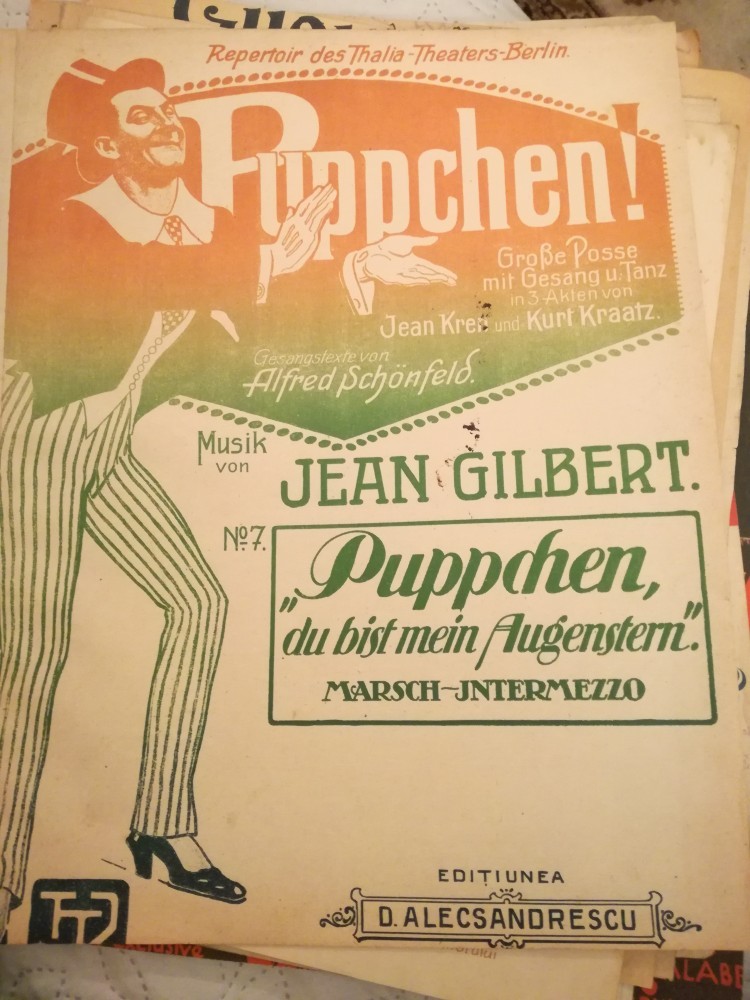 Repertoir des Thalia-Theaters-Berlin.
Puppchen!
Große Posse
mit Gesang u. Tanz
in 3 Akten von
Jean Kren und Kurt Kraatz.
Gesangstexte von
Alfred Schönfeld.
Musik
von
JEAN GILBERT.
No. 7.
„Puppchen,
du bist mein Augenstern".
MARSCH-INTERMEZZO
EDIȚIUNEA
D. ALECSANDRESCU
exclusive